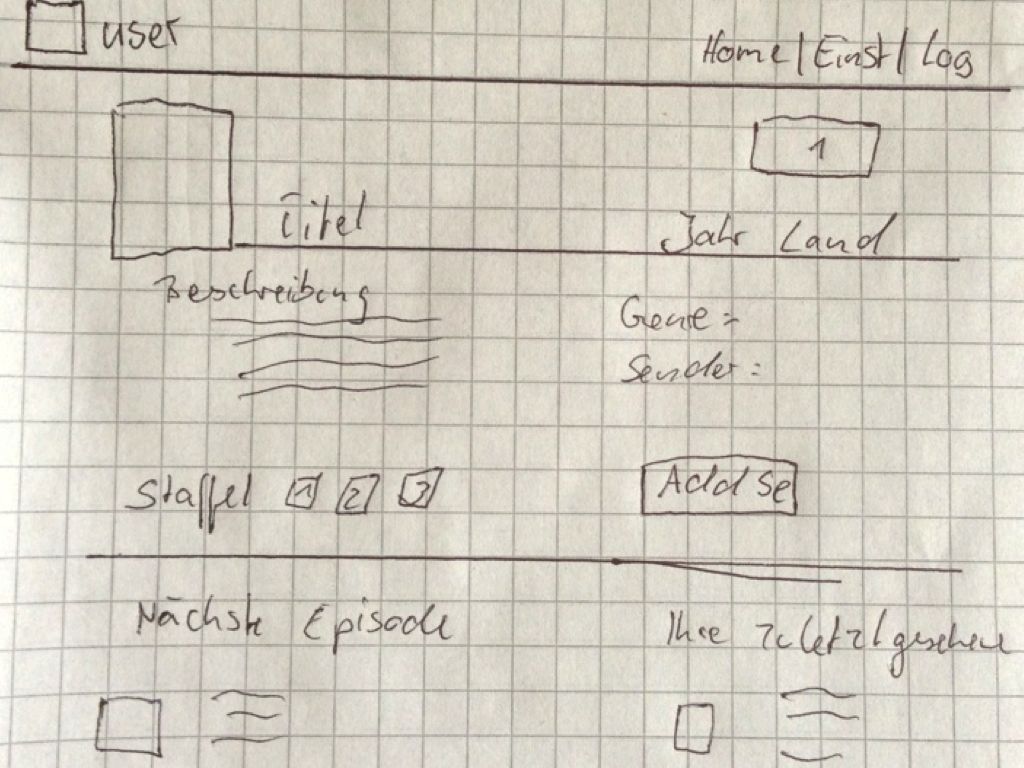 user
Home | Einst | Log
1
Titel
Jahr Land
Beschreibung
Genre :
Sender :
Staffel 1 2 3
Add Se
Nächste Episode
Ihre zuletzt gesehene